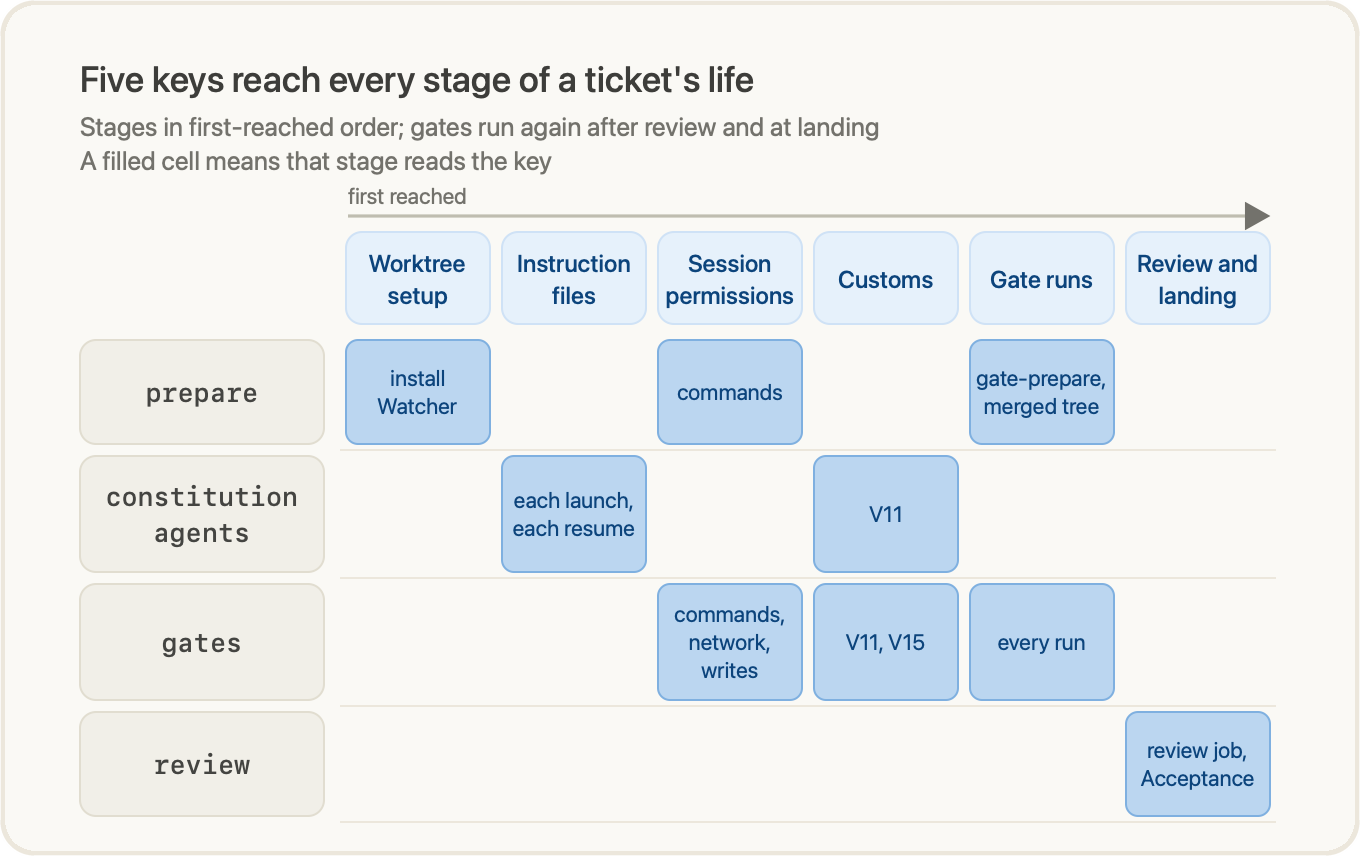 Five keys reach every stage of a ticket's life
Stages in first-reached order; gates run again after review and at landing
A filled cell means that stage reads the key
first reached
Worktree
setup
Instruction
files
Session
permissions
Customs
Gate runs
Review and
landing
prepare
install
Watcher
commands
gate-prepare,
merged tree
constitution
agents
each launch,
each resume
V11
gates
commands,
network,
writes
V11, V15
every run
review
review job,
Acceptance